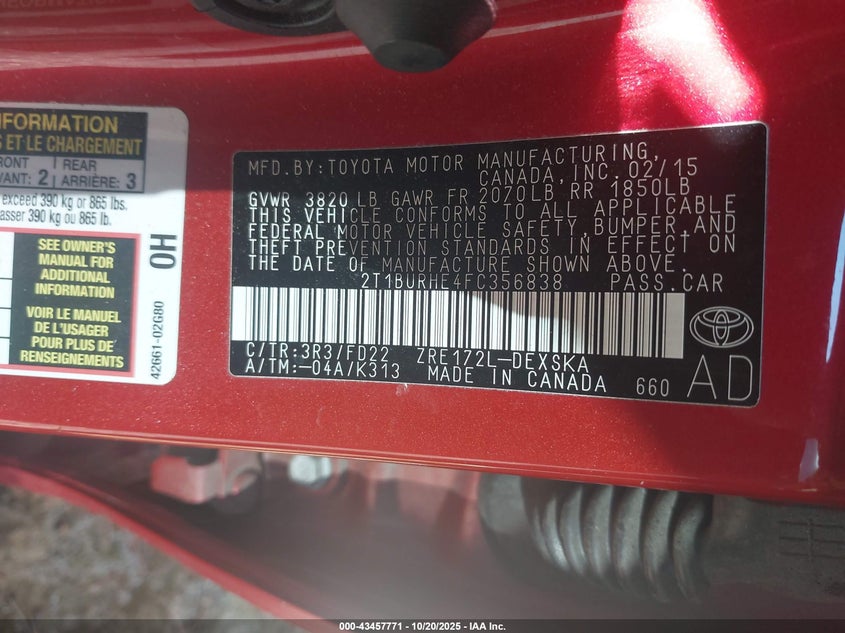 INFORMATION
S ET LE CHARGEMENT
FRONT
REAR
VANT: 2
ARRIÈRE: 3
exceed 390 kg or 865 lbs.
asser 390 kg ou 865 lb.
SEE OWNER'S
MANUAL FOR
ADDITIONAL
INFORMATION
VOIR LE MANUEL
DE L'USAGER
POUR PLUS DE
RENSEIGNEMENTS
42661-02G80
0H
MFD.BY:TOYOTA MOTOR MANUFACTURING,
CANADA, INC. 02/15
GVWR 3820 LB GAWR FR 2070LB, RR 1850LB
THIS VEHICLE CONFORMS TO ALL APPLICABLE
FEDERAL MOTOR VEHICLE SAFETY, BUMPER, AND
THEFT PREVENTION STANDARDS IN EFFECT ON
THE DATE OF MANUFACTURE SHOWN ABOVE.
2T1BURHE4FC356838 PASS.CAR
C/TR:3R3/FD22 ZRE172L-DEXSKA
A/TM:-04A/K313 MADE IN CANADA 660 AD
TOYOTA
000-43457771 | 10/20/2025 – IAA Inc.